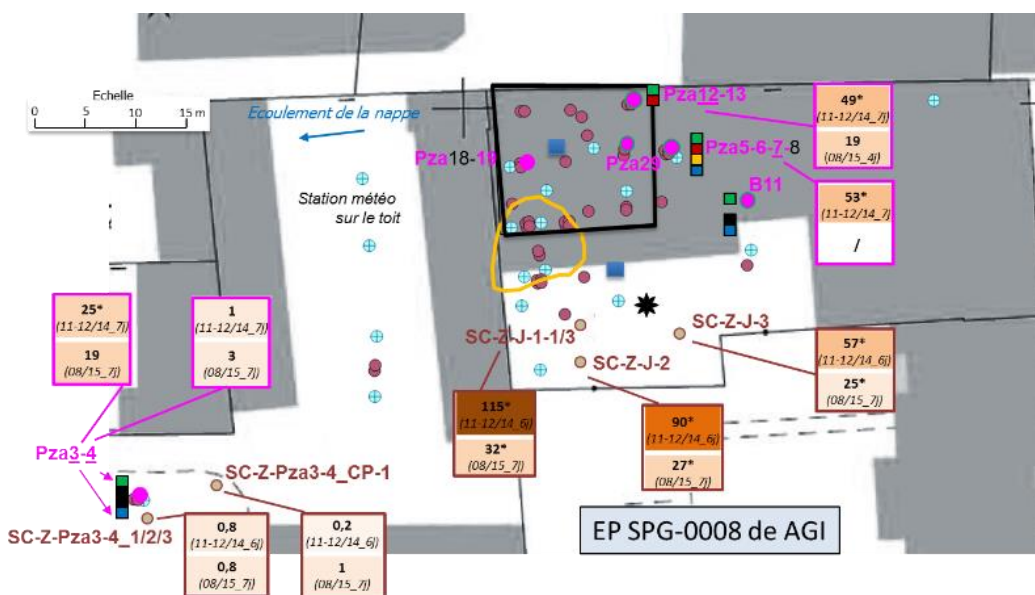 Echelle
0 5 10 15 m
Ecoulement de la nappe
Station météo
sur le toit
Pza12-13
Pza18-19
Pza29
Pza5-6-7-8
B11
49*
(11-12/14_7j)
19
(08/15_4j)
53*
(11-12/14_7j)
/
25*
(11-12/14_7j)
19
(08/15_7j)
1
(11-12/14_7j)
3
(08/15_7j)
SC-Z-J-1-1/3
SC-Z-J-3
SC-Z-J-2
57*
(11-12/14_6j)
25*
(08/15_7j)
115*
(11-12/14_6j)
32*
(08/15_7j)
90*
(11-12/14_6j)
27*
(08/15_7j)
Pza3-4
SC-Z-Pza3-4_CP-1
SC-Z-Pza3-4_1/2/3
0,8
(11-12/14_6j)
0,8
(08/15_7j)
0,2
(11-12/14_6j)
1
(08/15_7j)
EP SPG-0008 de AGI